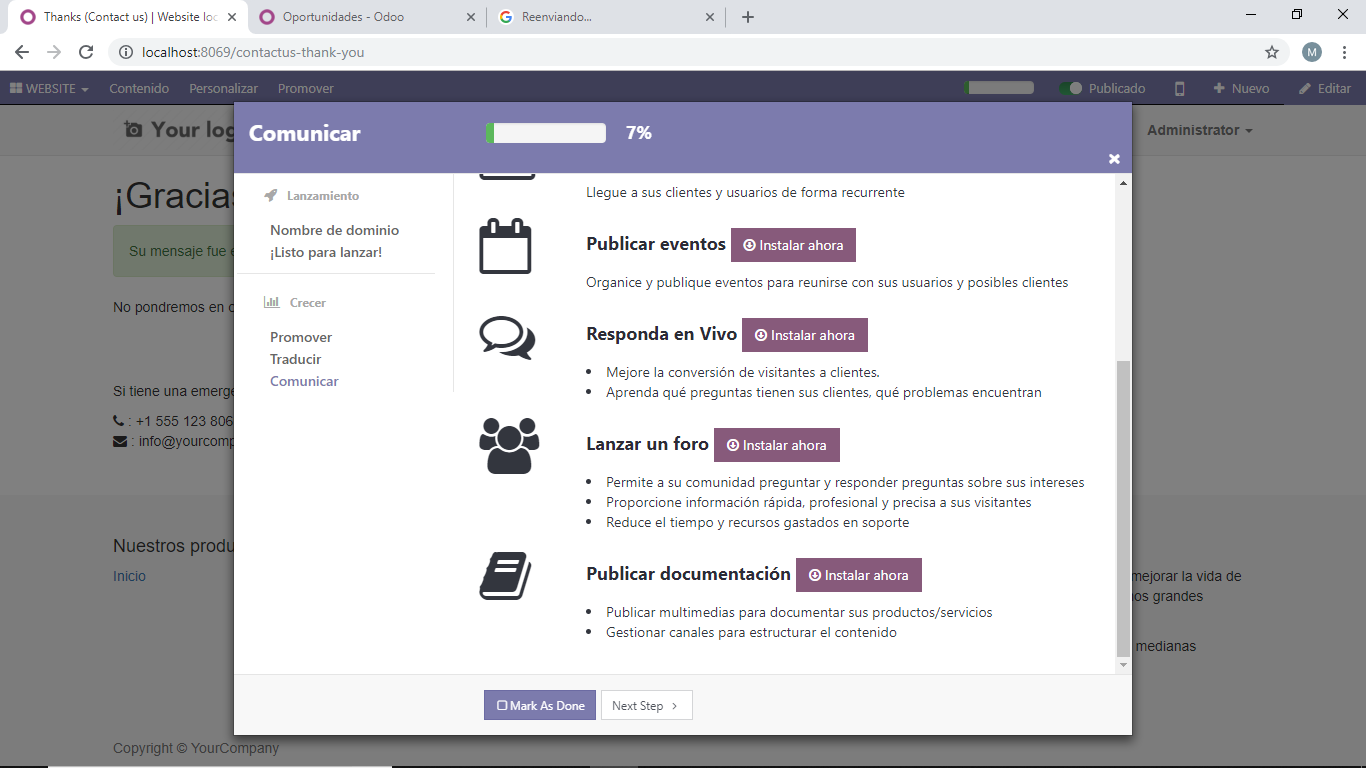 Thanks (Contact us) | Website loc
Oportunidades - Odoo
Reenviando...
localhost:8069/contactus-thank-you
M
WEBSITE
Contenido
Personalizar
Promover
Publicado
Nuevo
Editar
Your log
Administrator
Comunicar
7%
¡Gracias
Su mensaje fue
No pondremos en
Si tiene una emerge
: +1 555 123 806
: info@yourcomp
Nuestros produ
Inicio
Copyright © YourCompany
Lanzamiento
Nombre de dominio
¡Listo para lanzar!
Crecer
Promover
Traducir
Comunicar
Llegue a sus clientes y usuarios de forma recurrente
Publicar eventos Instalar ahora
Organice y publique eventos para reunirse con sus usuarios y posibles clientes
Responda en Vivo Instalar ahora
Mejore la conversión de visitantes a clientes.
Aprenda qué preguntas tienen sus clientes, qué problemas encuentran
Lanzar un foro Instalar ahora
Permite a su comunidad preguntar y responder preguntas sobre sus intereses
Proporcione información rápida, profesional y precisa a sus visitantes
Reduce el tiempo y recursos gastados en soporte
Publicar documentación Instalar ahora
Publicar multimedias para documentar sus productos/servicios
Gestionar canales para estructurar el contenido
Mark As Done
Next Step
mejorar la vida de
os grandes
medianas